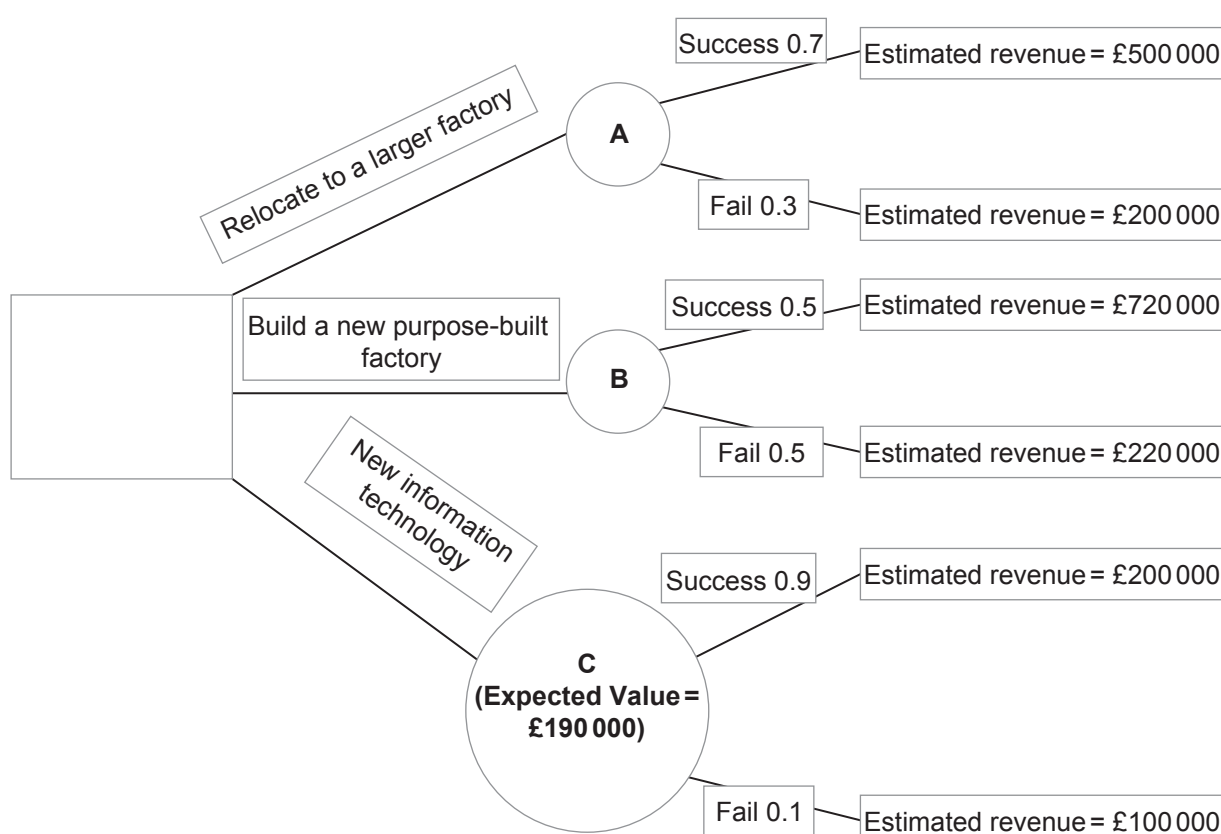 Success 0.7
Estimated revenue = £500 000
Relocate to a larger factory
A
Fail 0.3
Estimated revenue = £200 000
Success 0.5
Estimated revenue = £720 000
Build a new purpose-built
factory
B
Fail 0.5
Estimated revenue = £220 000
New information
technology
Success 0.9
Estimated revenue = £200 000
C
(Expected Value =
£190 000)
Fail 0.1
Estimated revenue = £100 000